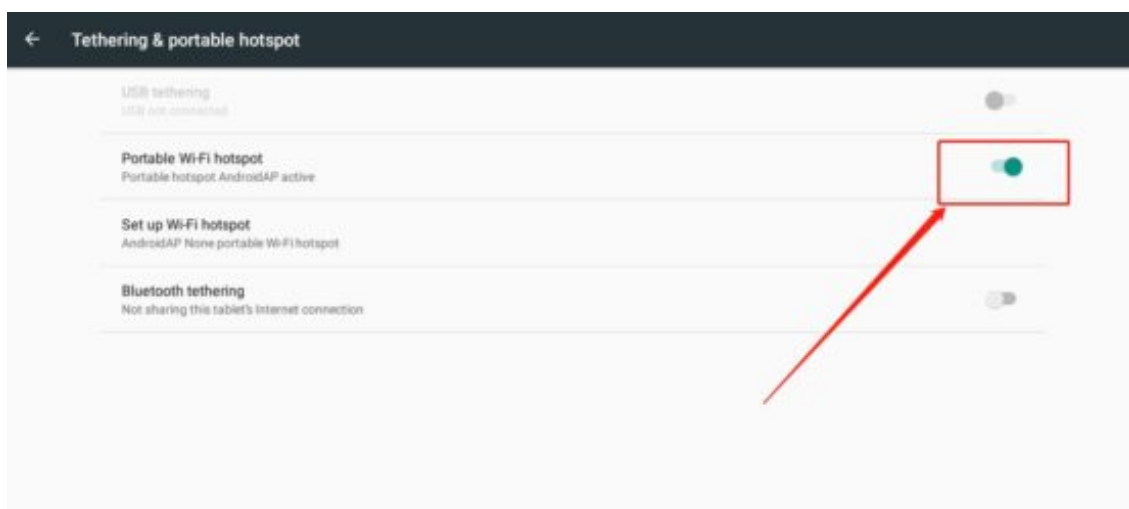 Tethering & portable hotspot
USB tethering
USB not connected
Portable Wi-Fi hotspot
Portable hotspot AndroidAP active
Set up Wi-Fi hotspot
AndroidAP None portable Wi-Fi hotspot
Bluetooth tethering
Not sharing this tablet's Internet connection